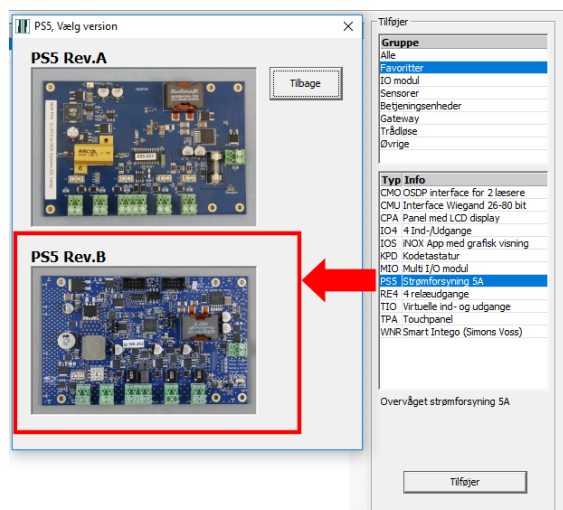 PS5, Vælg version
PS5 Rev.A
Tilbage
PS5 Rev.B
Tilføjer
Gruppe
Alle
Favoritter
IO modul
Sensorer
Betjeningsenheder
Gateway
Trådløse
Øvrige
Typ Info
CMO OSDP interface for 2 læsere
CMU Interface Wiegand 26-80 bit
CPA Panel med LCD display
IO4 4 Ind-/Udgange
IOS iNOX App med grafisk visning
KPD Kodetastatur
MIO Multi I/O modul
PS5 Strømforsyning 5A
RE4 4 relæudgange
TIO Virtuelle ind- og udgange
TPA Touchpanel
WNR Smart Intego (Simons Voss)
Overvåget strømforsyning 5A
Tilføjer